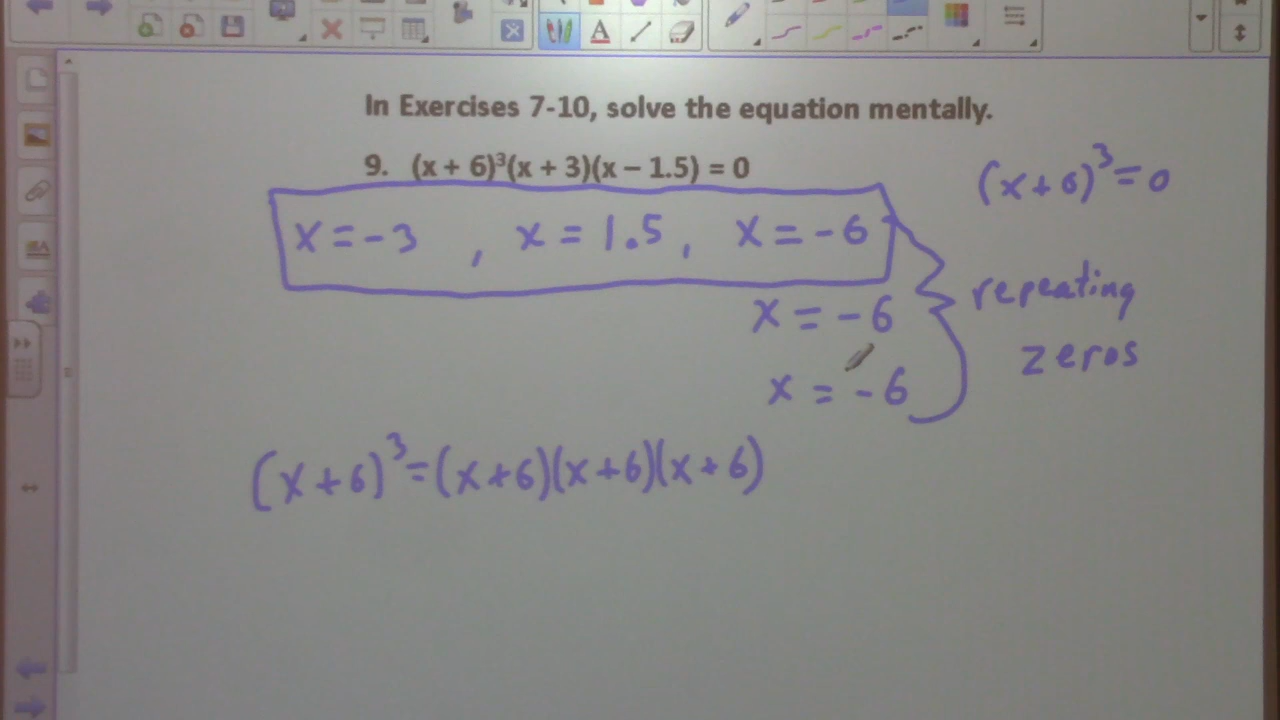 In Exercises 7-10, solve the equation mentally.
9. (x + 6)³(x + 3)(x – 1.5) = 0
(x+6)³=0
x=-3 , x=1.5, x=-6
x=-6
repeating
zeros
x=-6
(x+6)³=(x+6)(x+6)(x+6)